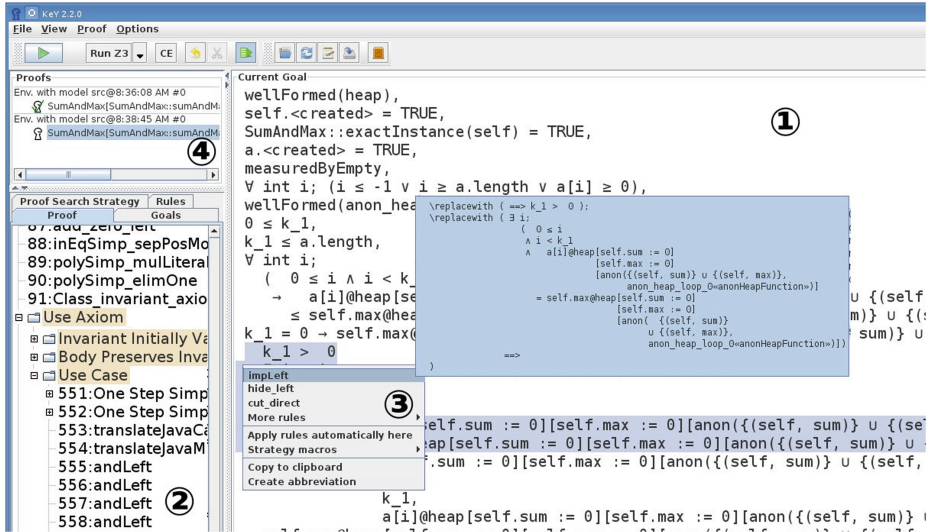 KeY 2.2.0
File View Proof Options
Run Z3 CE
Proofs
Env. with model src@8:36:08 AM #0
SumAndMax[SumAndMax::sumAndM
Env. with model src@8:38:45 AM #0
SumAndMax[SumAndMax::sumAndM
4
Proof Search Strategy Rules
Proof Goals
87:add_zero_left
88:inEqSimp_sepPosMo
89:polySimp_mulLitera
90:polySimp_elimOne
91:Class_invariant_axio
Use Axiom
Invariant Initially Va
Body Preserves Inva
Use Case
551:One Step Simp
552:One Step Simp
553:translateJavaCa
554:translateJavaM
555:andLeft
556:andLeft
557:andLeft
558:andLeft
2
Current Goal
wellFormed(heap),
self.<created> = TRUE,
SumAndMax::exactInstance(self) = TRUE,
a.<created> = TRUE,
measuredByEmpty,
∀ int i; (i ≤ -1 ∨ i ≥ a.length ∨ a[i] ≥ 0),
wellFormed(anon_hea
0 ≤ k_1,
k_1 ≤ a.length,
∀ int i;
( 0 ≤ i ∧ i < k_
→ a[i]@heap[se ∪ {(self
≤ self.max@hea m)} ∪ {(s
k_1 = 0 → self.max@ * sum)} ∪
k_1 > 0
1
\replacewith ( ==> k_1 > 0 );
\replacewith ( ∃ i;
( 0 ≤ i
∧ i < k_1
∧ a[i]@heap[self.sum := 0]
[self.max := 0]
[anon({(self, sum)} ∪ {(self, max)},
anon_heap_loop_0«anonHeapFunction»)]
= self.max@heap[self.sum := 0]
[self.max := 0]
[anon( {(self, sum)}
∪ {(self, max)},
anon_heap_loop_0«anonHeapFunction»)])
==>
)
impLeft
hide_left
cut_direct
More rules
Apply rules automatically here
Strategy macros
Copy to clipboard
Create abbreviation
3
self.sum := 0][self.max := 0][anon({(self, sum)} ∪ {(
eap[self.sum := 0][self.max := 0][anon({(self, sum)} ∪
f.sum := 0][self.max := 0][anon({(self, sum)} ∪ {(self,
k_1,
a[i]@heap[self.sum := 0][self.max := 0][anon({(self, sum)}